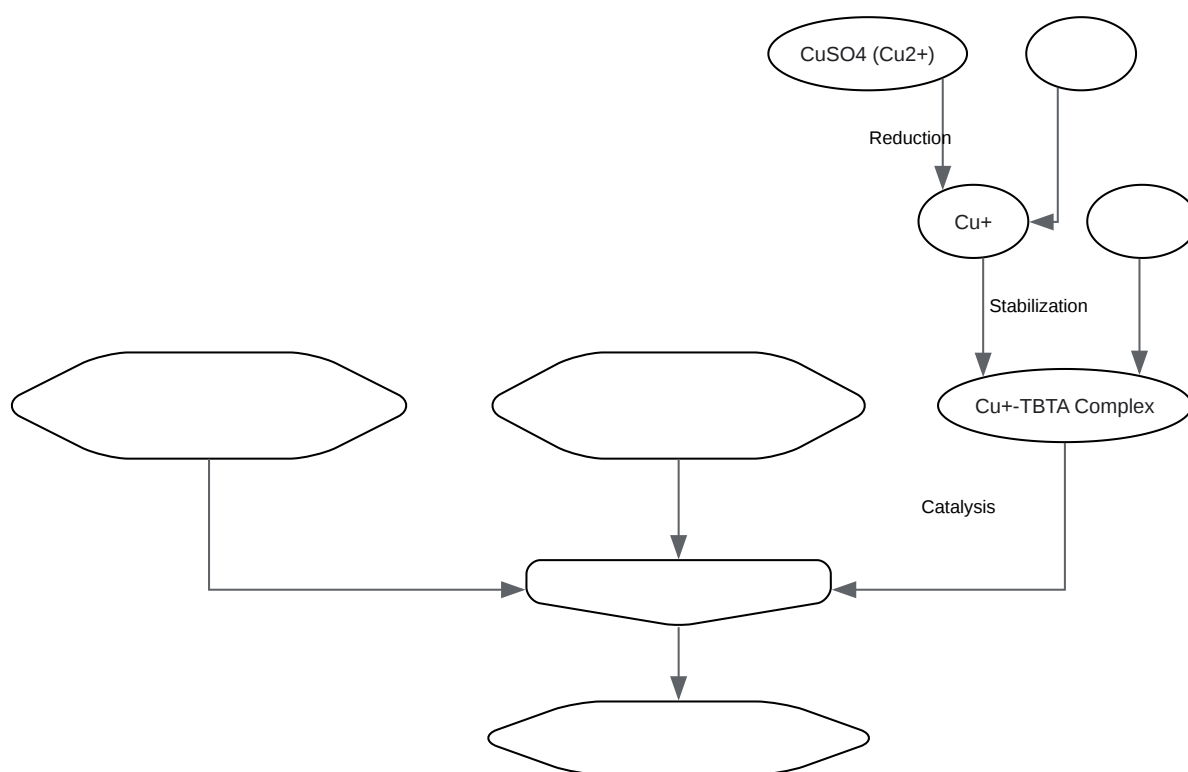 CuSO4 (Cu2+)
Reduction
Cu+
Stabilization
Cu+-TBTA Complex
Catalysis